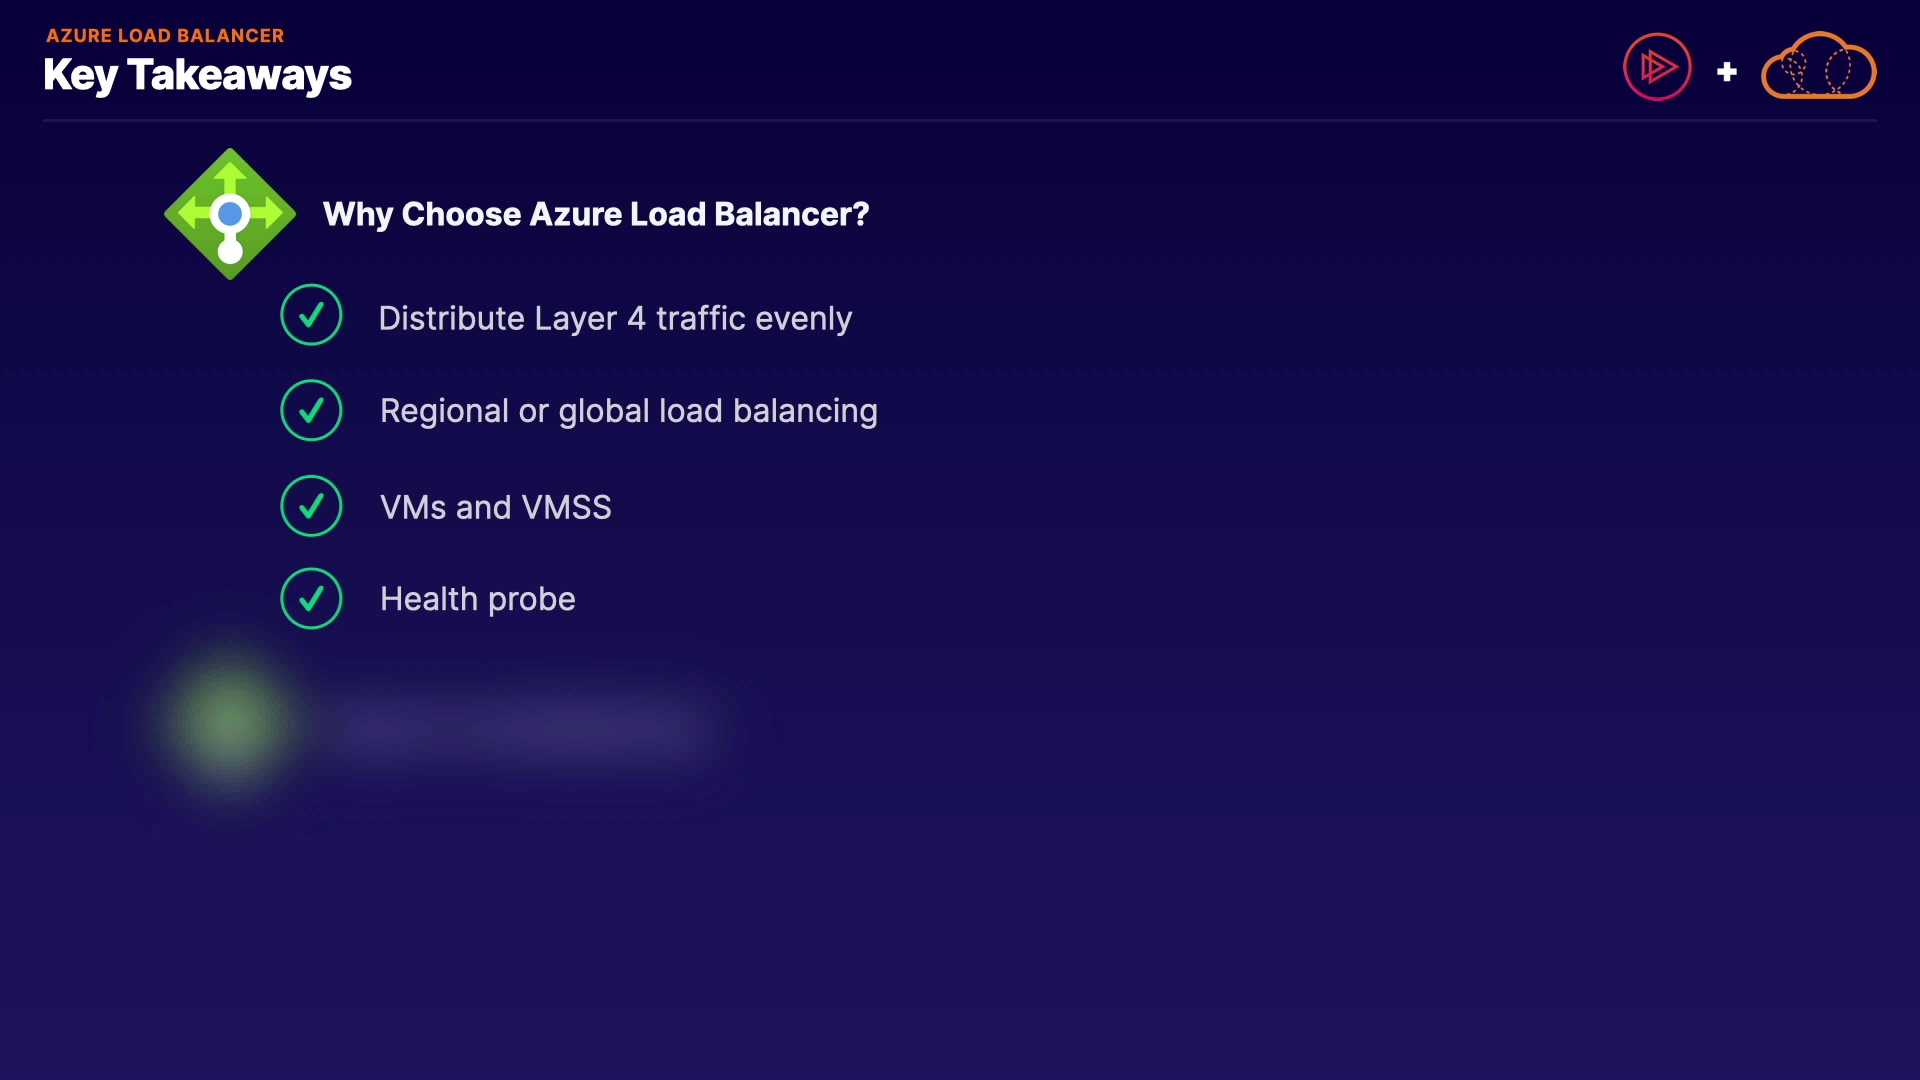 AZURE LOAD BALANCER
Key Takeaways
Why Choose Azure Load Balancer?
Distribute Layer 4 traffic evenly
Regional or global load balancing
VMs and VMSS
Health probe